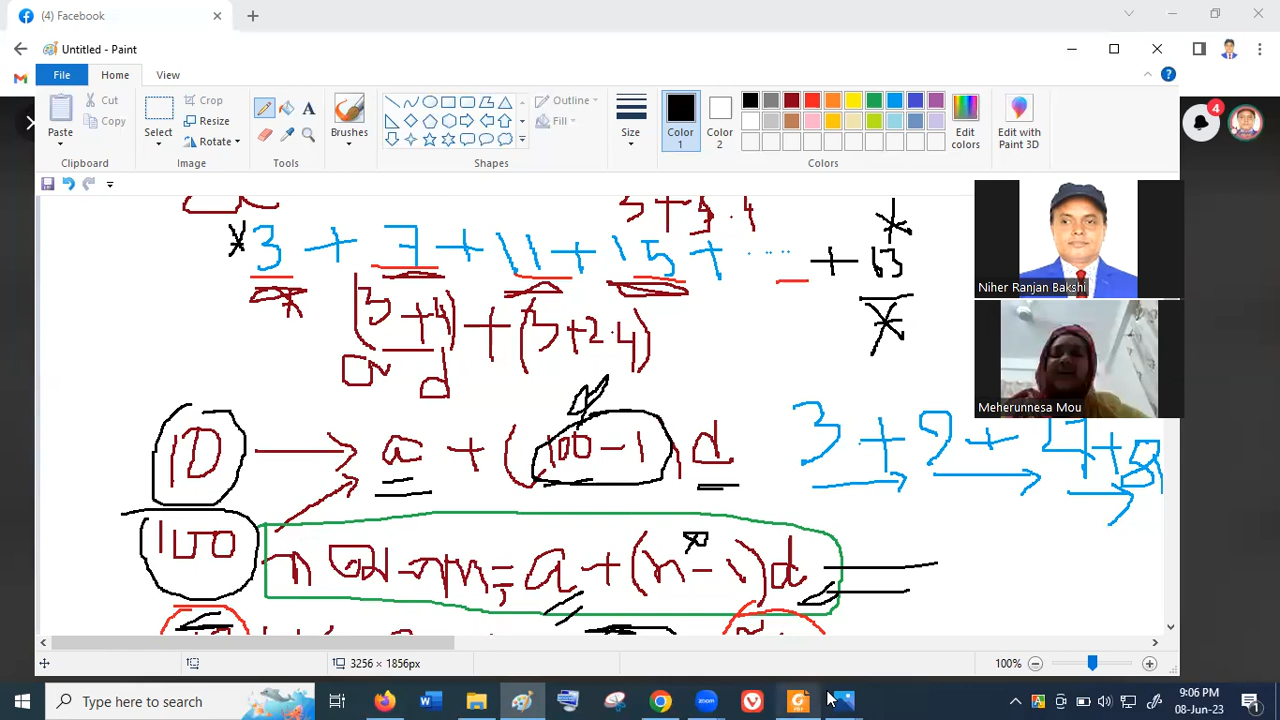 (4) Facebook
Untitled - Paint
File Home View
Paste Cut Copy Select Crop Resize Rotate Brushes Outline Fill Size Color 1 Color 2 Edit colors Edit with Paint 3D
Clipboard Image Tools Shapes Colors
4
* 3 + 7 + 11 + 15 + ...... +
(3+4) + (3+2.4)
a d
10 → a + (100-1) d
3 + 9 + 27 +
100
= a + (n-1) d
Niher Ranjan Bakshi
Meherunnesa Mou
3256 × 1856px 100%
Type here to search
9:06 PM
08-Jun-23
1